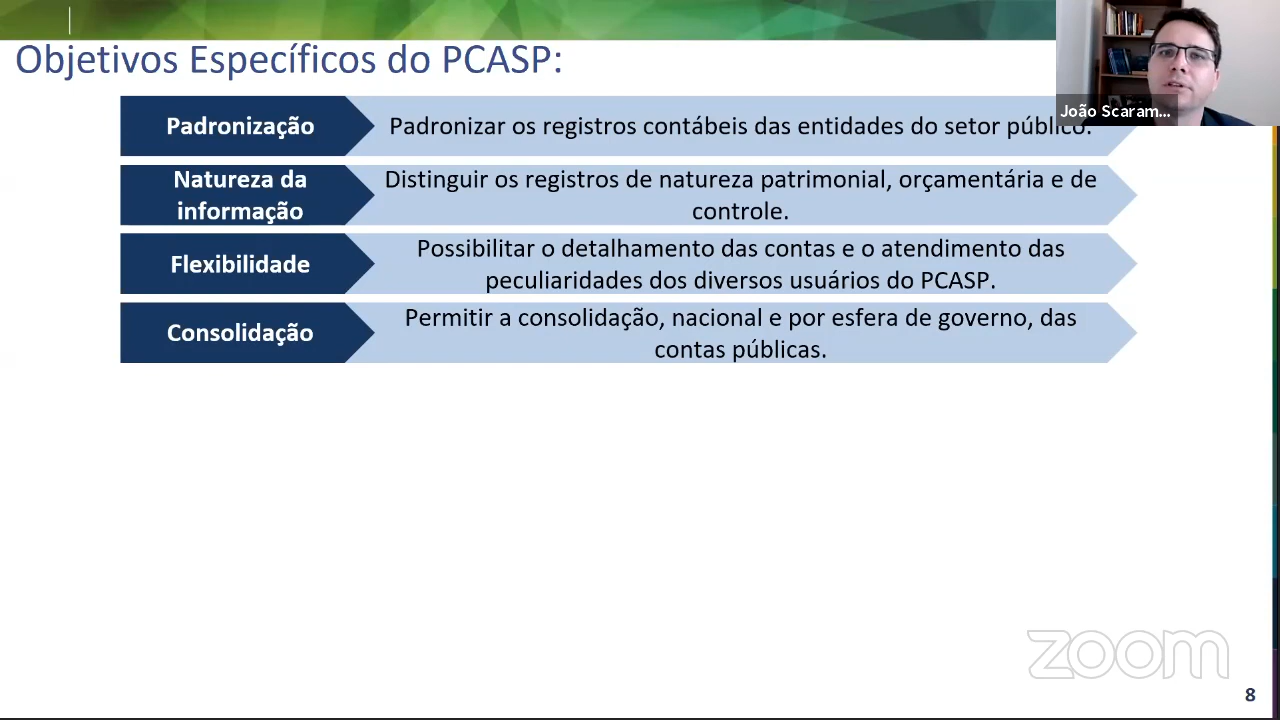 Objetivos Específicos do PCASP:
João Scaram...
Padronização
Padronizar os registros contábeis das entidades do setor público.
Natureza da
informação
Distinguir os registros de natureza patrimonial, orçamentária e de
controle.
Flexibilidade
Possibilitar o detalhamento das contas e o atendimento das
peculiaridades dos diversos usuários do PCASP.
Consolidação
Permitir a consolidação, nacional e por esfera de governo, das
contas públicas.
zoom
8